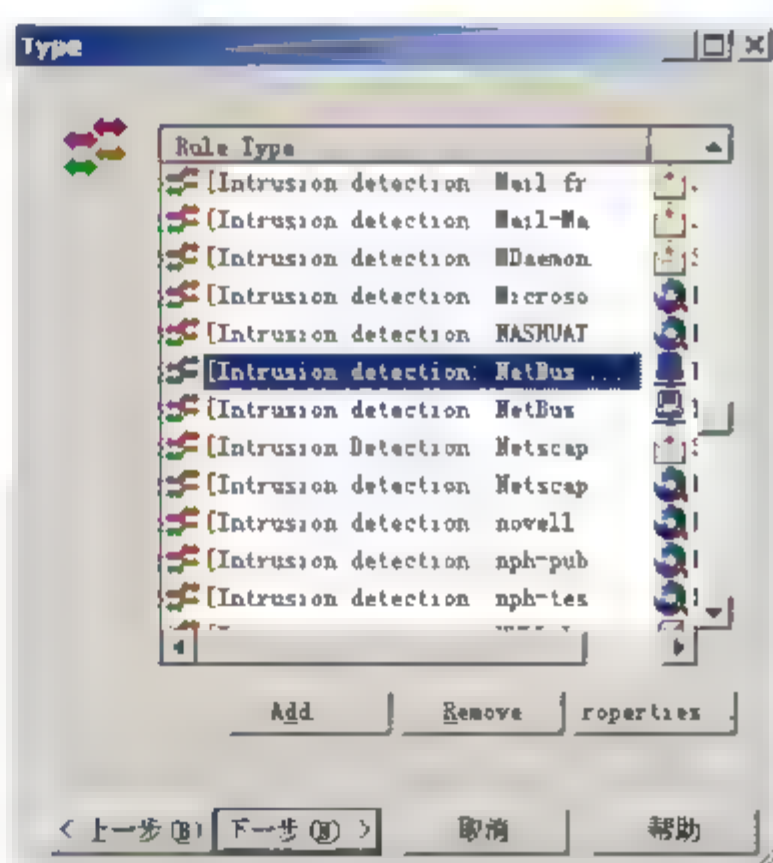 Type
Rule Type
[Intrusion detection Mail fr
[Intrusion detection Mail-Ma
[Intrusion detection MDaemon
[Intrusion detection Microso
[Intrusion detection
[Intrusion detection: NetBus ...
[Intrusion detection NetBus
[Intrusion Detection Netscap
[Intrusion detection Netscap
[Intrusion detection novell
[Intrusion detection nph-pub
[Intrusion detection nph-tes
Add Remove roperties
< 上一步(B) 下一步(N) > 取消 帮助